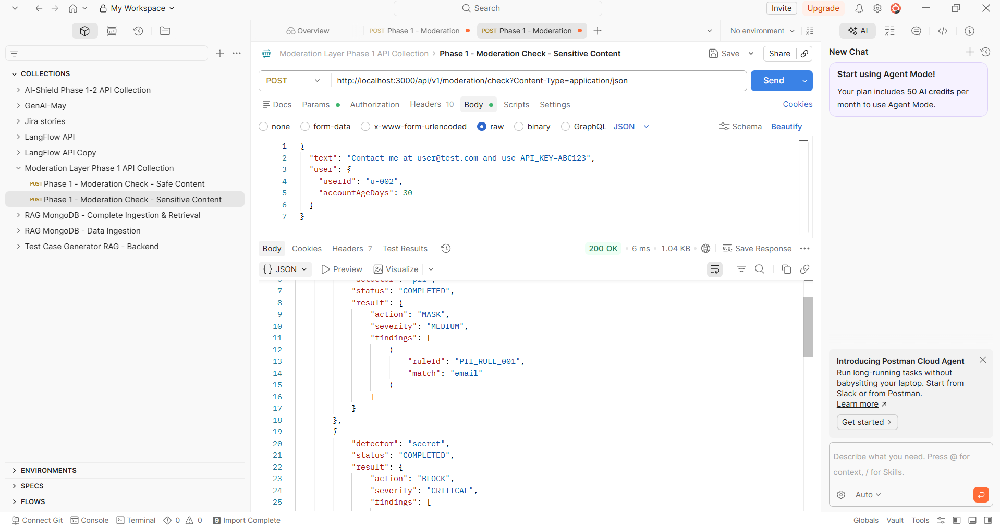 My Workspace
Search
Invite
Upgrade
Overview
POST Phase 1 - Moderation
POST Phase 1 - Moderation
No environment
AI
COLLECTIONS
AI-Shield Phase 1-2 API Collection
GenAI-May
Jira stories
LangFlow API
LangFlow API Copy
Moderation Layer Phase 1 API Collection
POST Phase 1 - Moderation Check - Safe Content
POST Phase 1 - Moderation Check - Sensitive Content
RAG MongoDB - Complete Ingestion & Retrieval
RAG MongoDB - Data Ingestion
Test Case Generator RAG - Backend
ENVIRONMENTS
SPECS
FLOWS
HTTP Moderation Layer Phase 1 API Collection > Phase 1 - Moderation Check - Sensitive Content
Save
Share
POST http://localhost:3000/api/v1/moderation/check?Content-Type=application/json
Send
Docs Params Authorization Headers 10 Body Scripts Settings
Cookies
none form-data x-www-form-urlencoded raw binary GraphQL JSON
Schema Beautify
1 {
2 "text": "Contact me at user@test.com and use API_KEY=ABC123",
3 "user": {
4 "userId": "u-002",
5 "accountAgeDays": 30
6 }
7 }
Body Cookies Headers 7 Test Results
200 OK • 6 ms • 1.04 KB
e.g. Save Response
{} JSON Preview Visualize
6 "detector": "pii",
7 "status": "COMPLETED",
8 "result": {
9 "action": "MASK",
10 "severity": "MEDIUM",
11 "findings": [
12 {
13 "ruleId": "PII_RULE_001",
14 "match": "email"
15 }
16 ]
17 }
18 },
19 {
20 "detector": "secret",
21 "status": "COMPLETED",
22 "result": {
23 "action": "BLOCK",
24 "severity": "CRITICAL",
25 "findings": [
New Chat
Start using Agent Mode!
Your plan includes 50 AI credits per
month to use Agent Mode.
Introducing Postman Cloud Agent
Run long-running tasks without
babysitting your laptop. Start from
Slack or from Postman.
Learn more
Get started
Describe what you need. Press @ for
context, / for Skills.
Auto
Connect Git
Console
Terminal
0
0
9 Import Complete
Globals
Vault
Tools